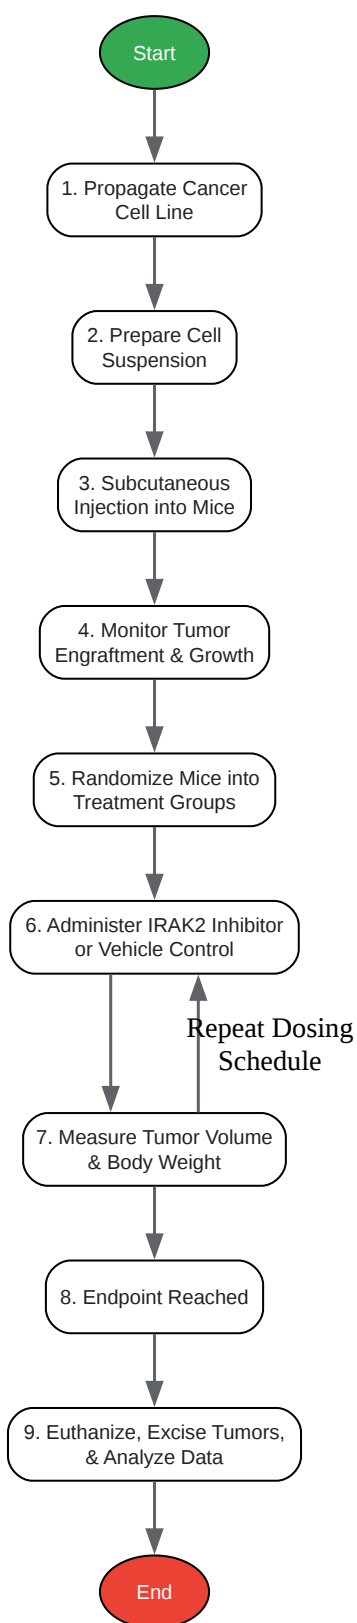 Start
1. Propagate Cancer
Cell Line
2. Prepare Cell
Suspension
3. Subcutaneous
Injection into Mice
4. Monitor Tumor
Engraftment & Growth
5. Randomize Mice into
Treatment Groups
6. Administer IRAK2 Inhibitor
or Vehicle Control
Repeat Dosing
Schedule
7. Measure Tumor Volume
& Body Weight
8. Endpoint Reached
9. Euthanize, Excise Tumors,
& Analyze Data
End